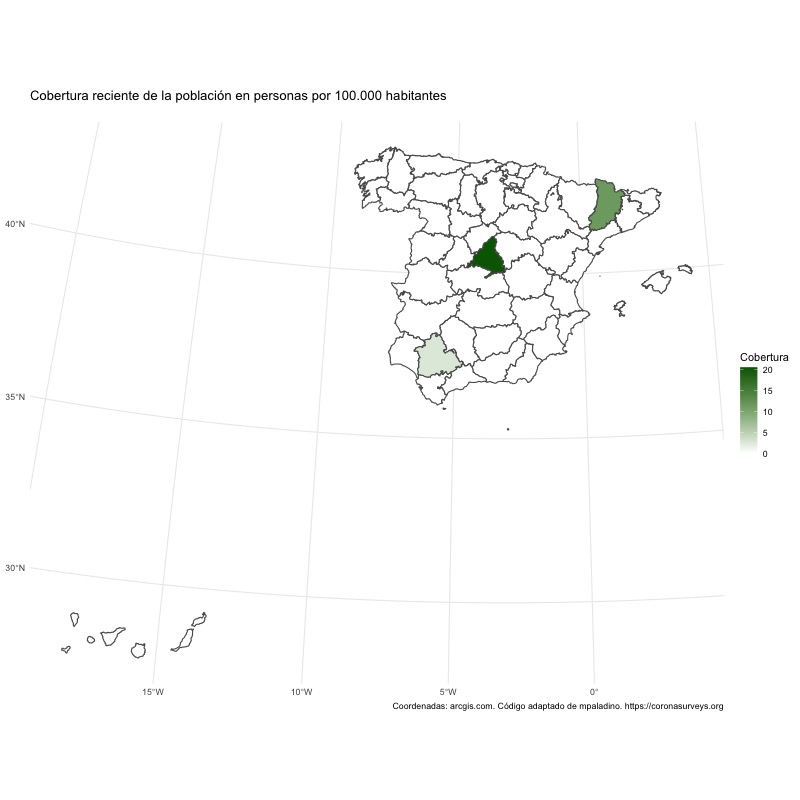 Cobertura reciente de la población en personas por 100.000 habitantes
40°N
35°N
30°N
15°W
10°W
5°W
0°
Cobertura
20
15
10
5
0
Coordenadas: arcgis.com. Código adaptado de mpaladino. https://coronasurveys.org